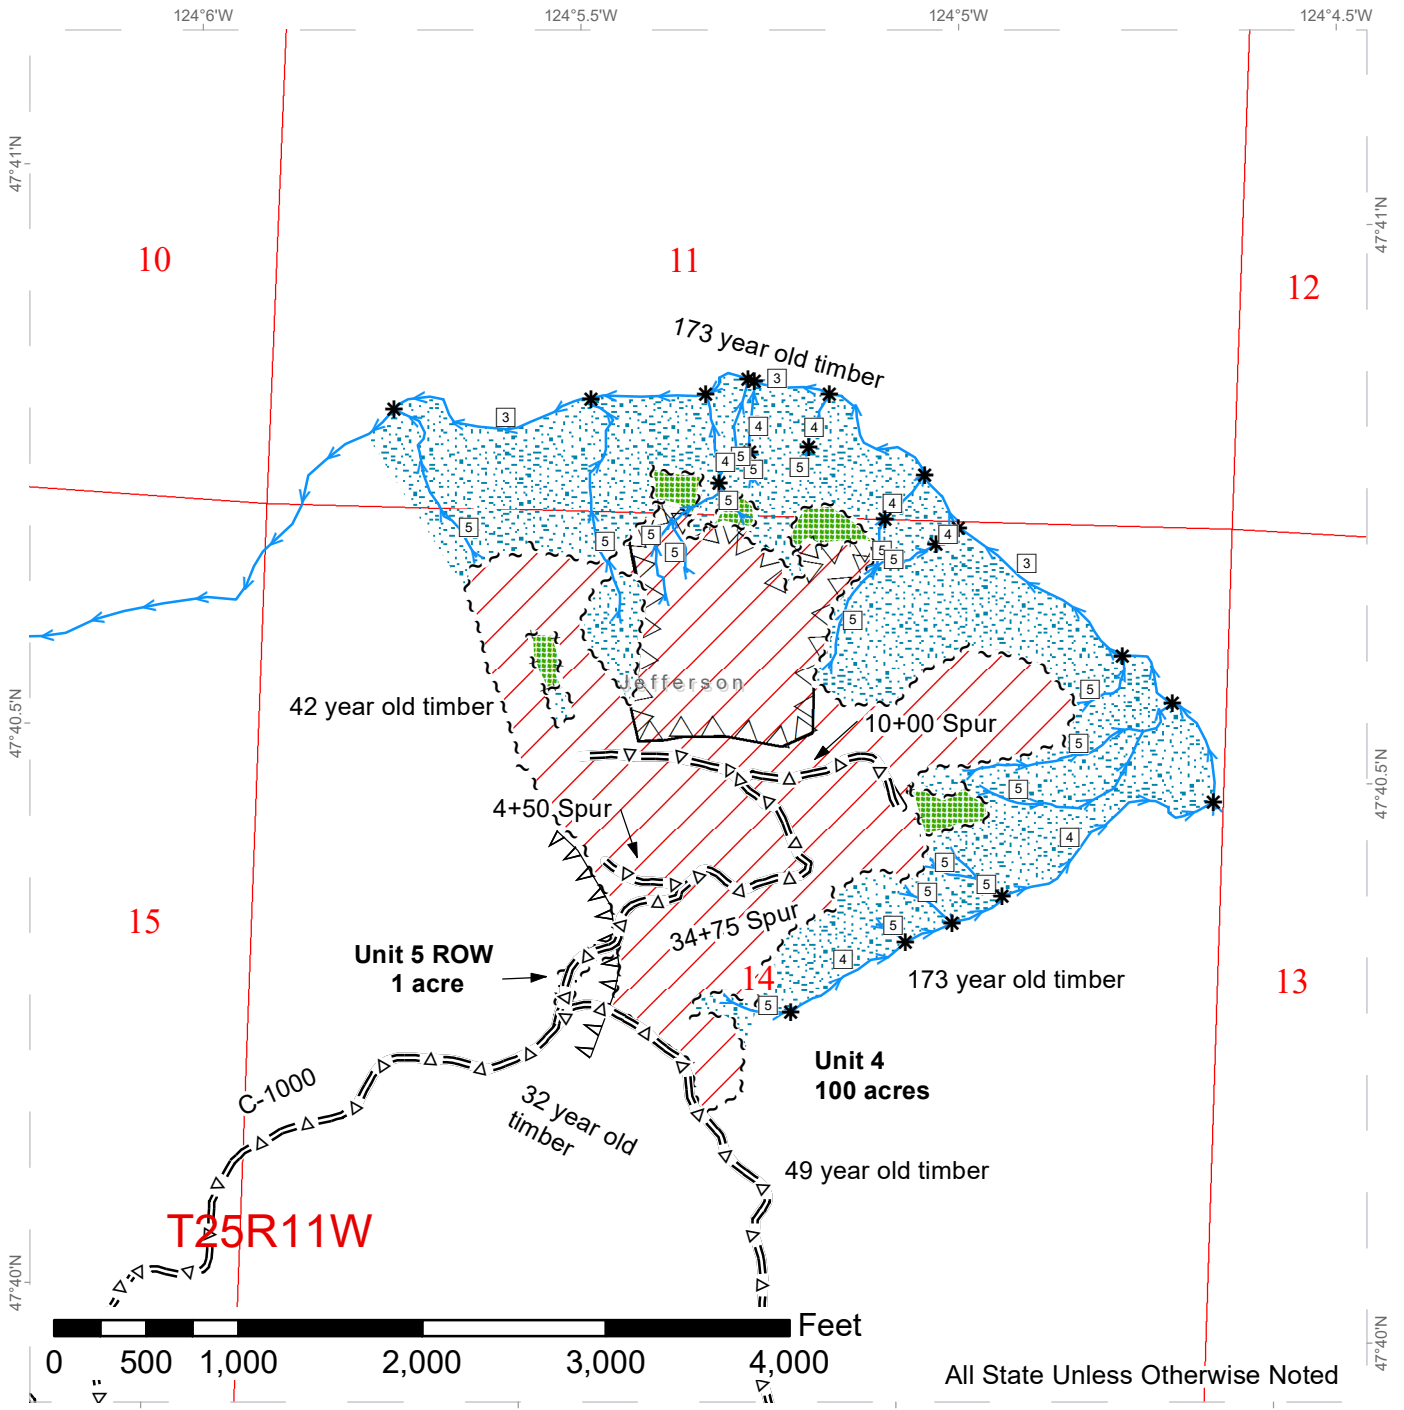 124°6'W
124°5.5'W
124°5'W
124°4.5'W
47°41'N
47°41'N
10
11
12
173 year old timber
3
3
4
4
5
4
5
5
5
4
5
5
5
5
4
5
5
3
5
Jefferson
5
42 year old timber
10+00 Spur
47°40.5'N
47°40.5'N
5
5
4+50 Spur
4
5
5
5
15
34+75 Spur
5
Unit 5 ROW
1 acre
4
14
173 year old timber
13
5
Unit 4
100 acres
C-1000
32 year old
timber
49 year old timber
T25R11W
47°40'N
47°40'N
Feet
0 500 1,000 2,000 3,000 4,000
All State Unless Otherwise Noted